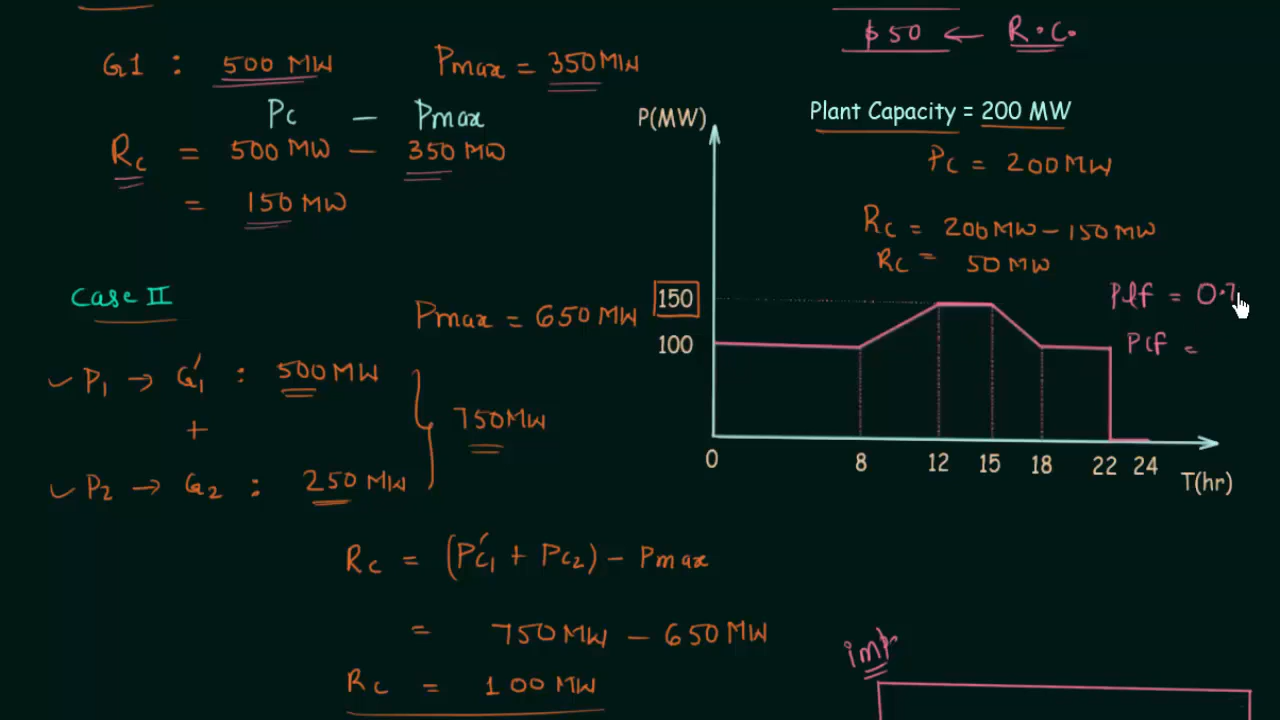 G1 : 500 MW Pmax = 350 MW
Pc – Pmax
Rc = 500 MW – 350 MW
= 150 MW
Case II
Pmax = 650 MW
✓ P1 → G1' : 500 MW
+
750 MW
✓ P2 → G2 : 250 MW
Rc = (Pc1' + Pc2) – Pmax
= 750 MW – 650 MW
Rc = 100 MW
$50 ← R.C.
Plant Capacity = 200 MW
Pc = 200 MW
Rc = 200 MW – 150 MW
Rc = 50 MW
P(MW)
150
100
0 8 12 15 18 22 24
T(hr)
Plf = 0.7
Pcf =
imp